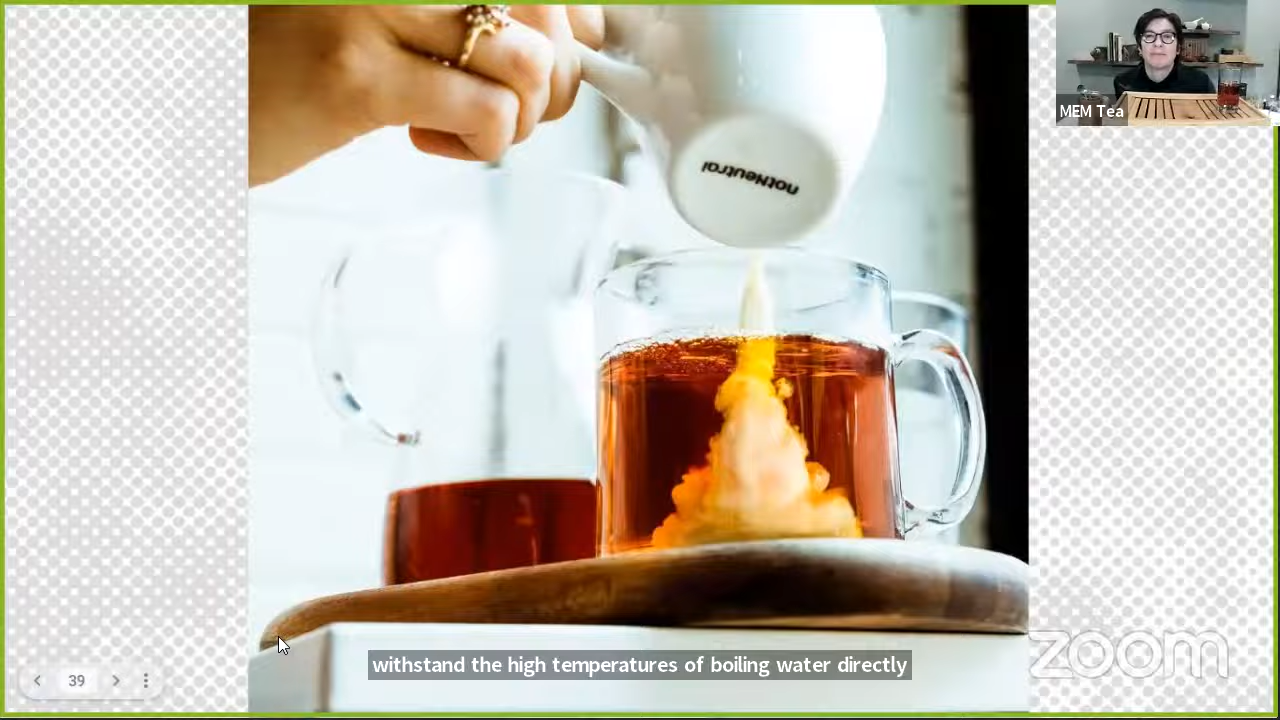 notNeutral
MEM Tea
withstand the high temperatures of boiling water directly
zoom
39